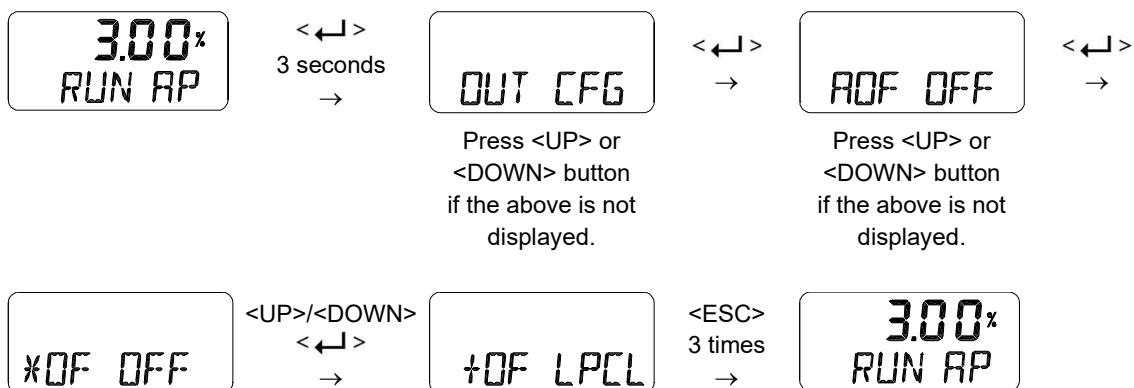 3.00%
RUN AP
<↵>
3 seconds
→
OUT CFG
Press <UP> or
<DOWN> button
if the above is not
displayed.
<↵>
→
AOF OFF
Press <UP> or
<DOWN> button
if the above is not
displayed.
<↵>
→
*OF OFF
<UP>/<DOWN>
<↵>
→
+OF LPCL
<ESC>
3 times
→
3.00%
RUN AP